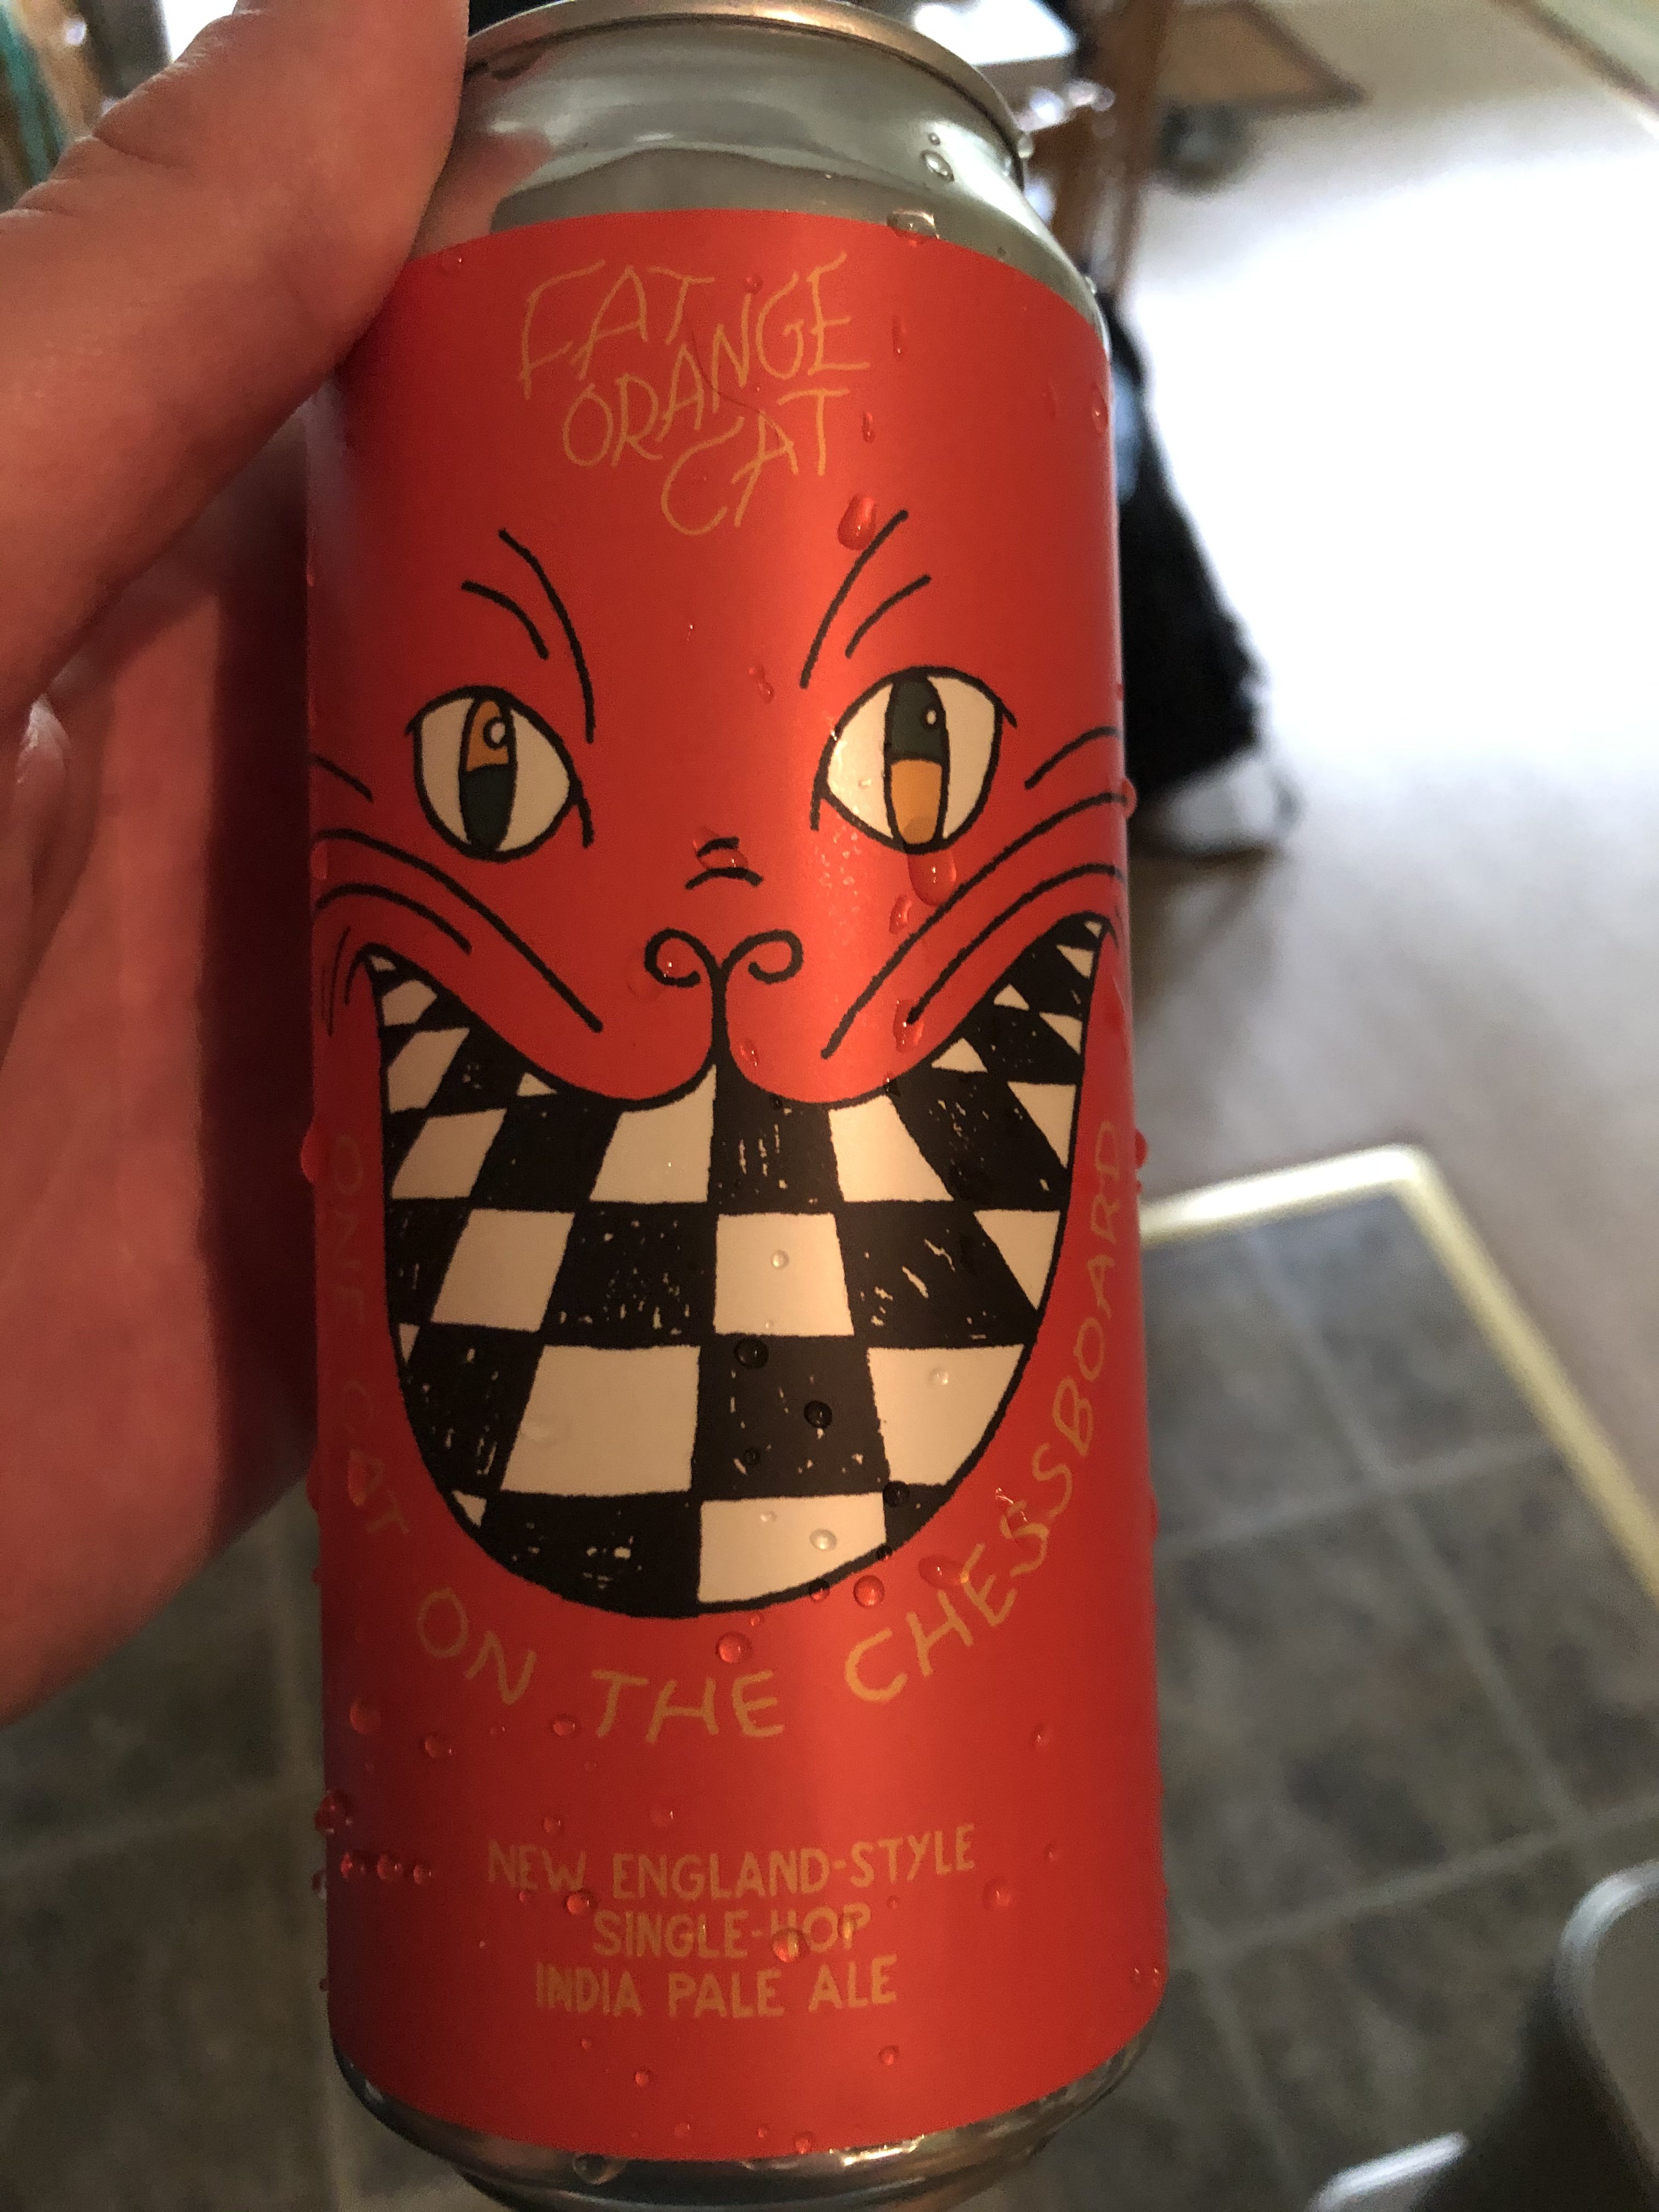 FAT
ORANGE
CAT
ONE CAT ON THE CHESSBOARD
NEW ENGLAND-STYLE
SINGLE-HOP
INDIA PALE ALE